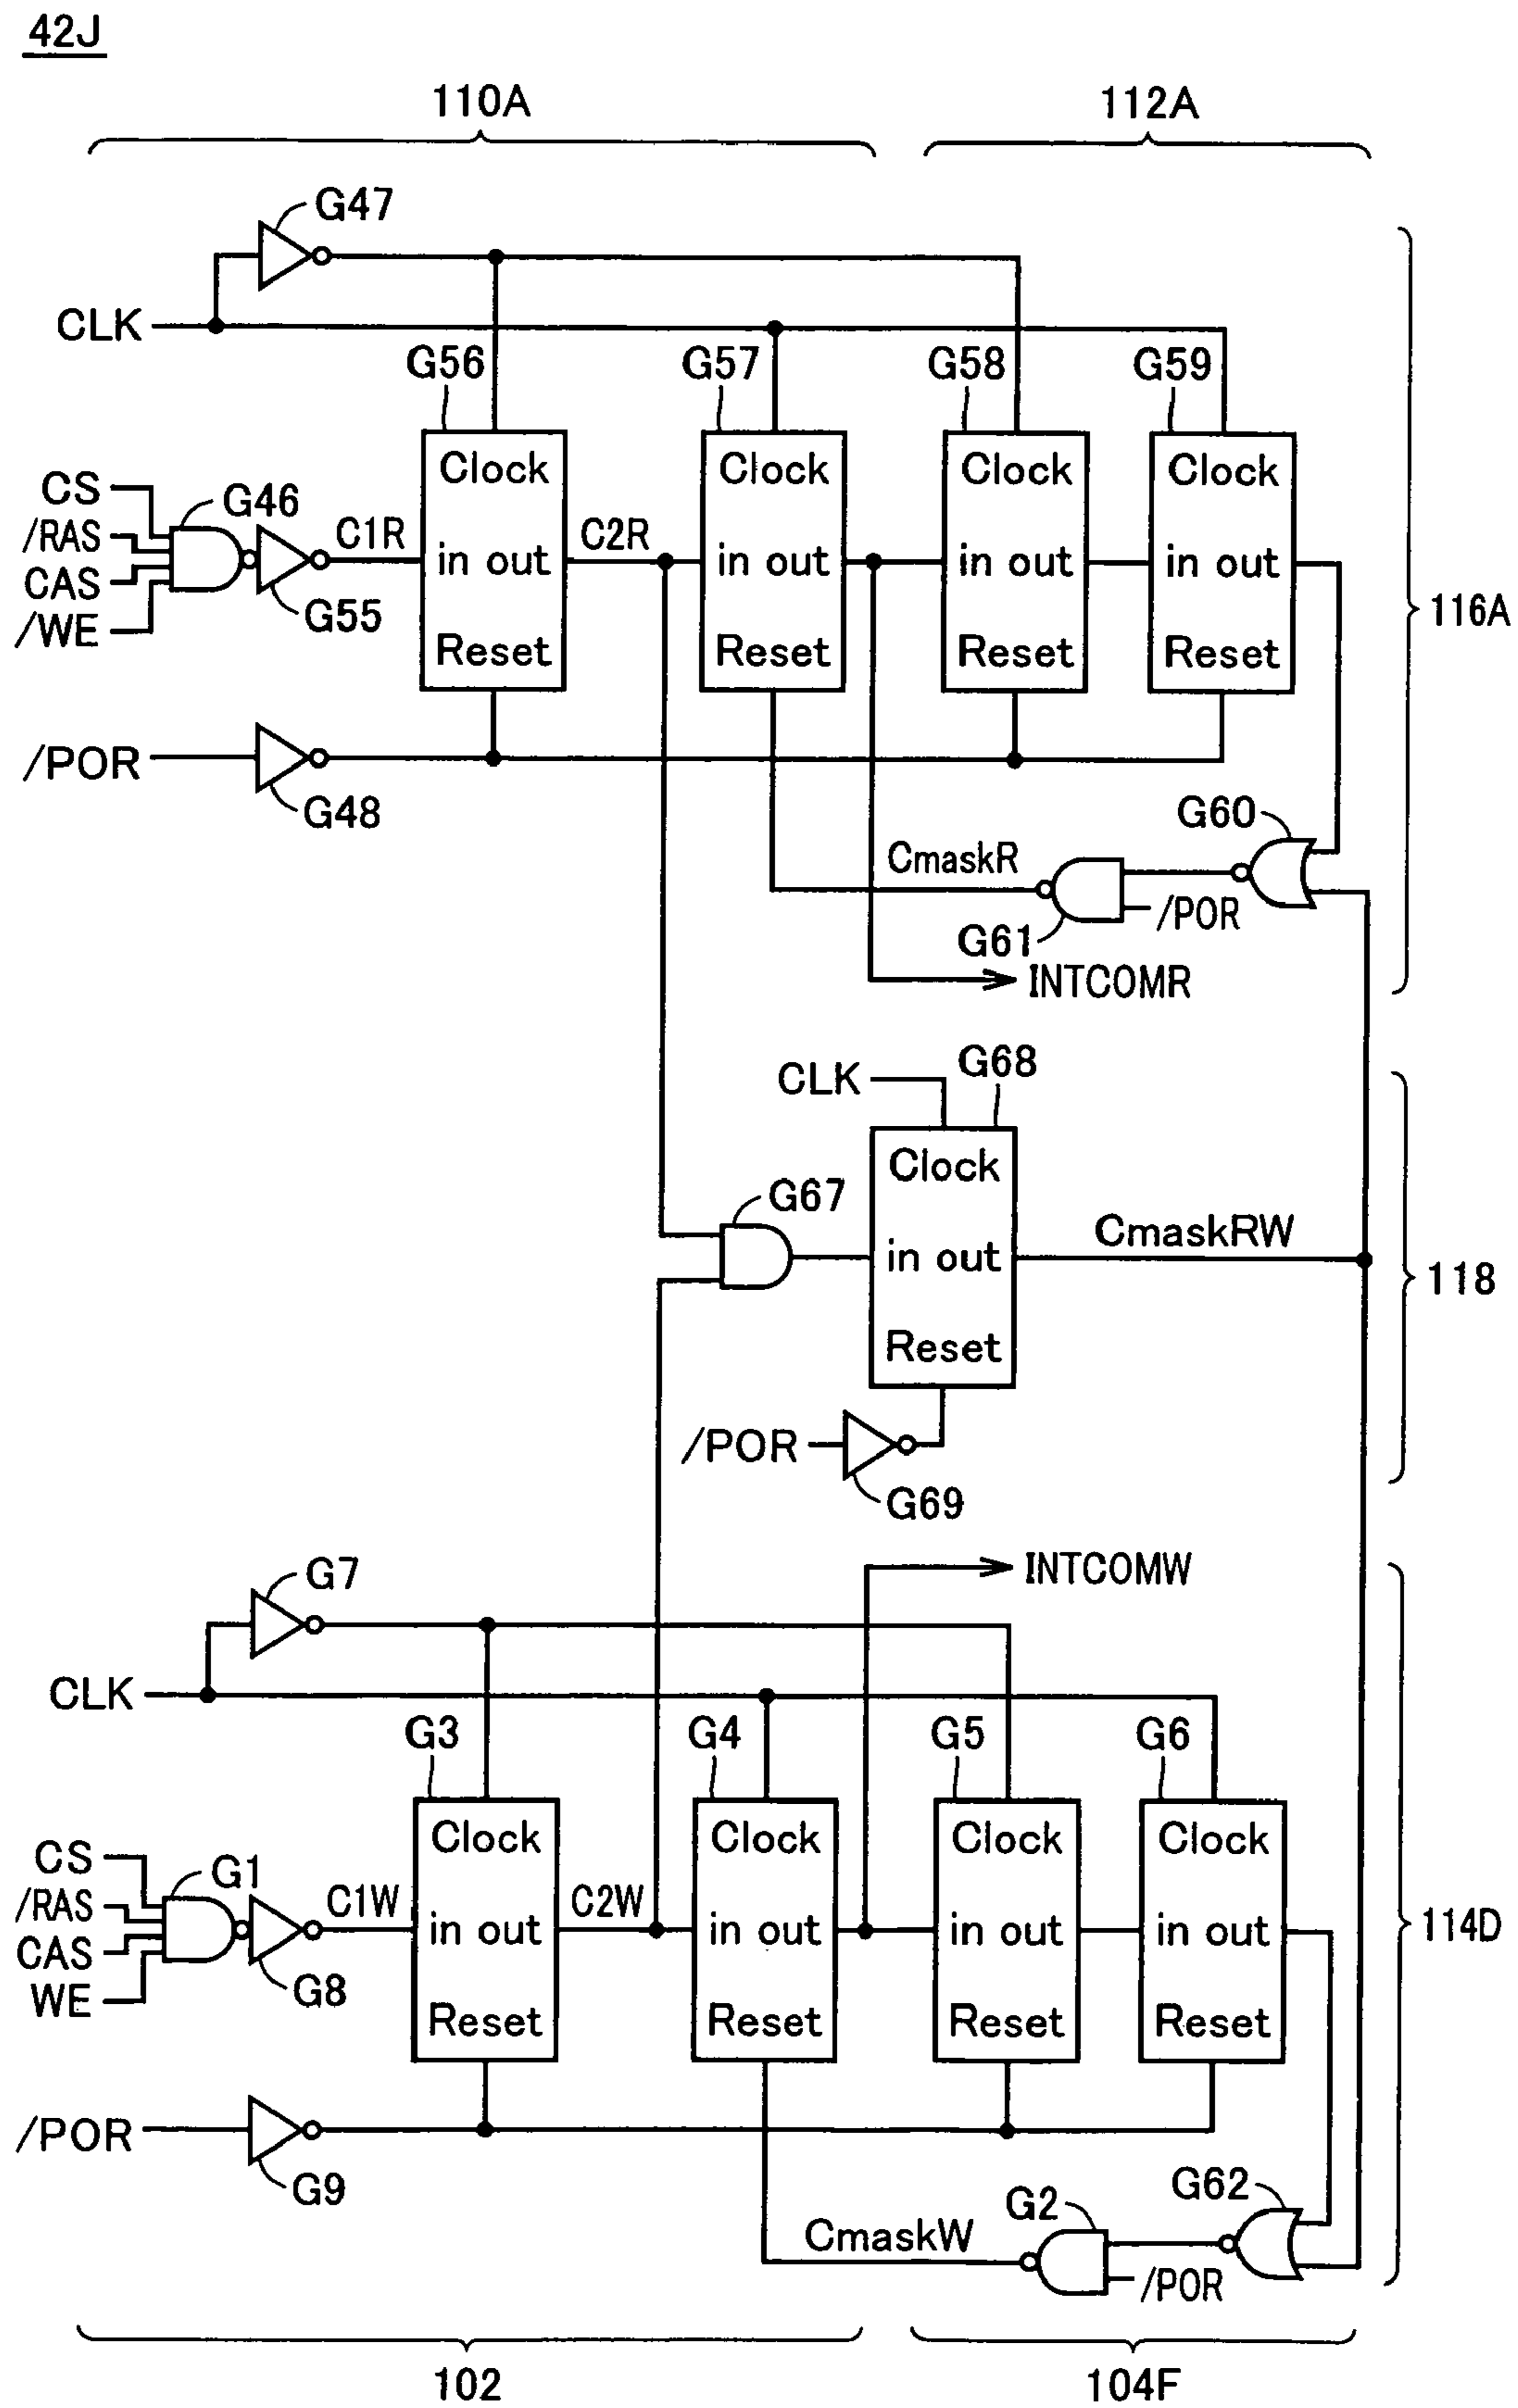 42J
110A
112A
G47
CLK
G56
G57
G58
G59
Clock
Clock
Clock
Clock
CS
/RAS
CAS
/WE
G46
G55
C1R
in out
C2R
in out
in out
in out
Reset
Reset
Reset
Reset
116A
/POR
G48
G60
CmaskR
/POR
G61
INTCOMR
CLK
G68
Clock
G67
in out
CmaskRW
118
Reset
/POR
G69
INTCOMW
G7
CLK
G3
G4
G5
G6
Clock
Clock
Clock
Clock
CS
/RAS
CAS
WE
G1
G8
C1W
in out
C2W
in out
in out
in out
114D
Reset
Reset
Reset
Reset
/POR
G9
G62
G2
CmaskW
/POR
102
104F